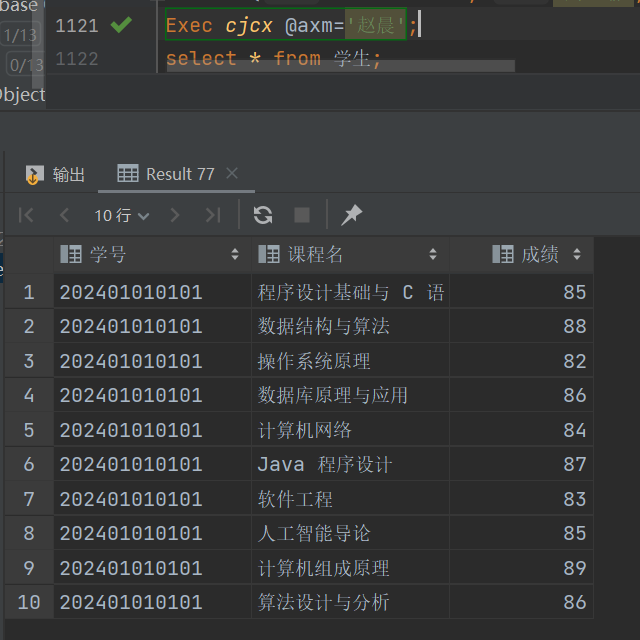 base
1121 Exec cjcx @axm='赵晨';
1/13
1122 select * from 学生;
0/13
Object
输出 Result 77
10 行
学号 课程名 成绩
1 202401010101 程序设计基础与 C 语 85
2 202401010101 数据结构与算法 88
3 202401010101 操作系统原理 82
4 202401010101 数据库原理与应用 86
5 202401010101 计算机网络 84
6 202401010101 Java 程序设计 87
7 202401010101 软件工程 83
8 202401010101 人工智能导论 85
9 202401010101 计算机组成原理 89
10 202401010101 算法设计与分析 86